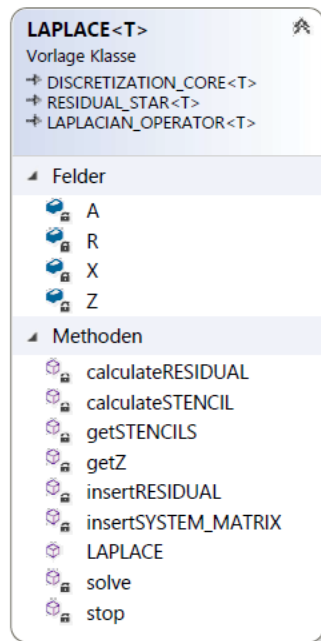 LAPLACE<T>
Vorlage Klasse
DISCRETIZATION_CORE<T>
RESIDUAL_STAR<T>
LAPLACIAN_OPERATOR<T>
Felder
A
R
X
Z
Methoden
calculateRESIDUAL
calculateSTENCIL
getSTENCILS
getZ
insertRESIDUAL
insertSYSTEM_MATRIX
LAPLACE
solve
stop